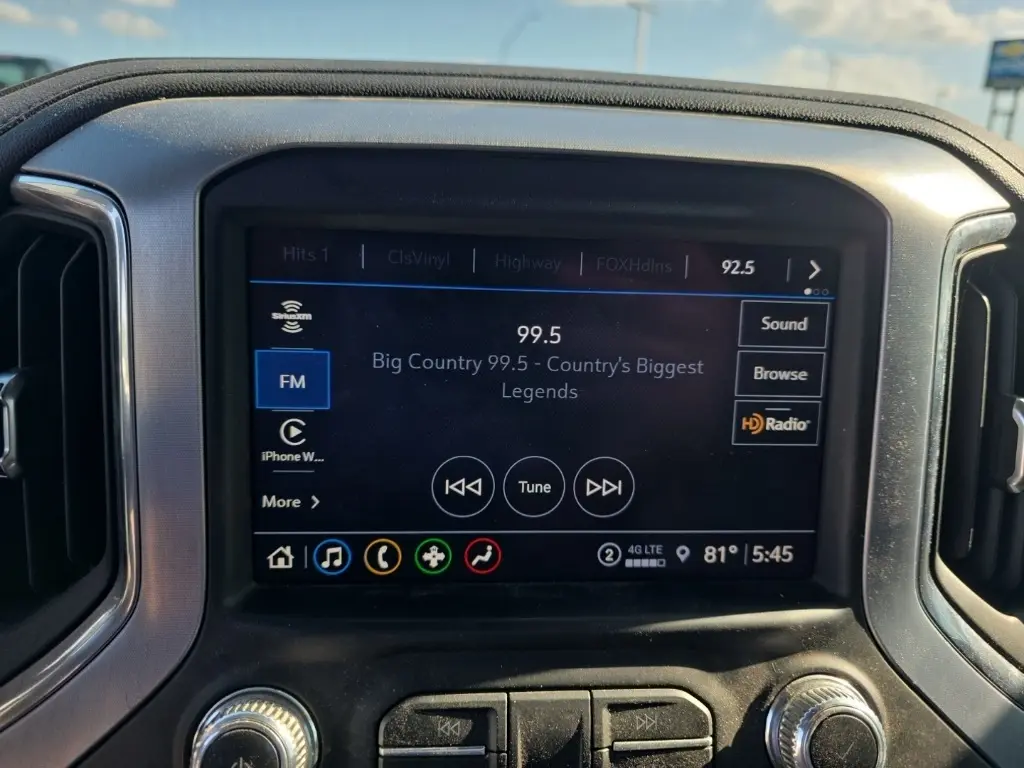 Hits 1
ClsVinyl
Highway
FOXHdlns
92.5
SiriusXM
99.5
Sound
Big Country 99.5 - Country's Biggest
Legends
FM
Browse
HD Radio
iPhone W...
Tune
More
2
4G LTE
81°
5:45